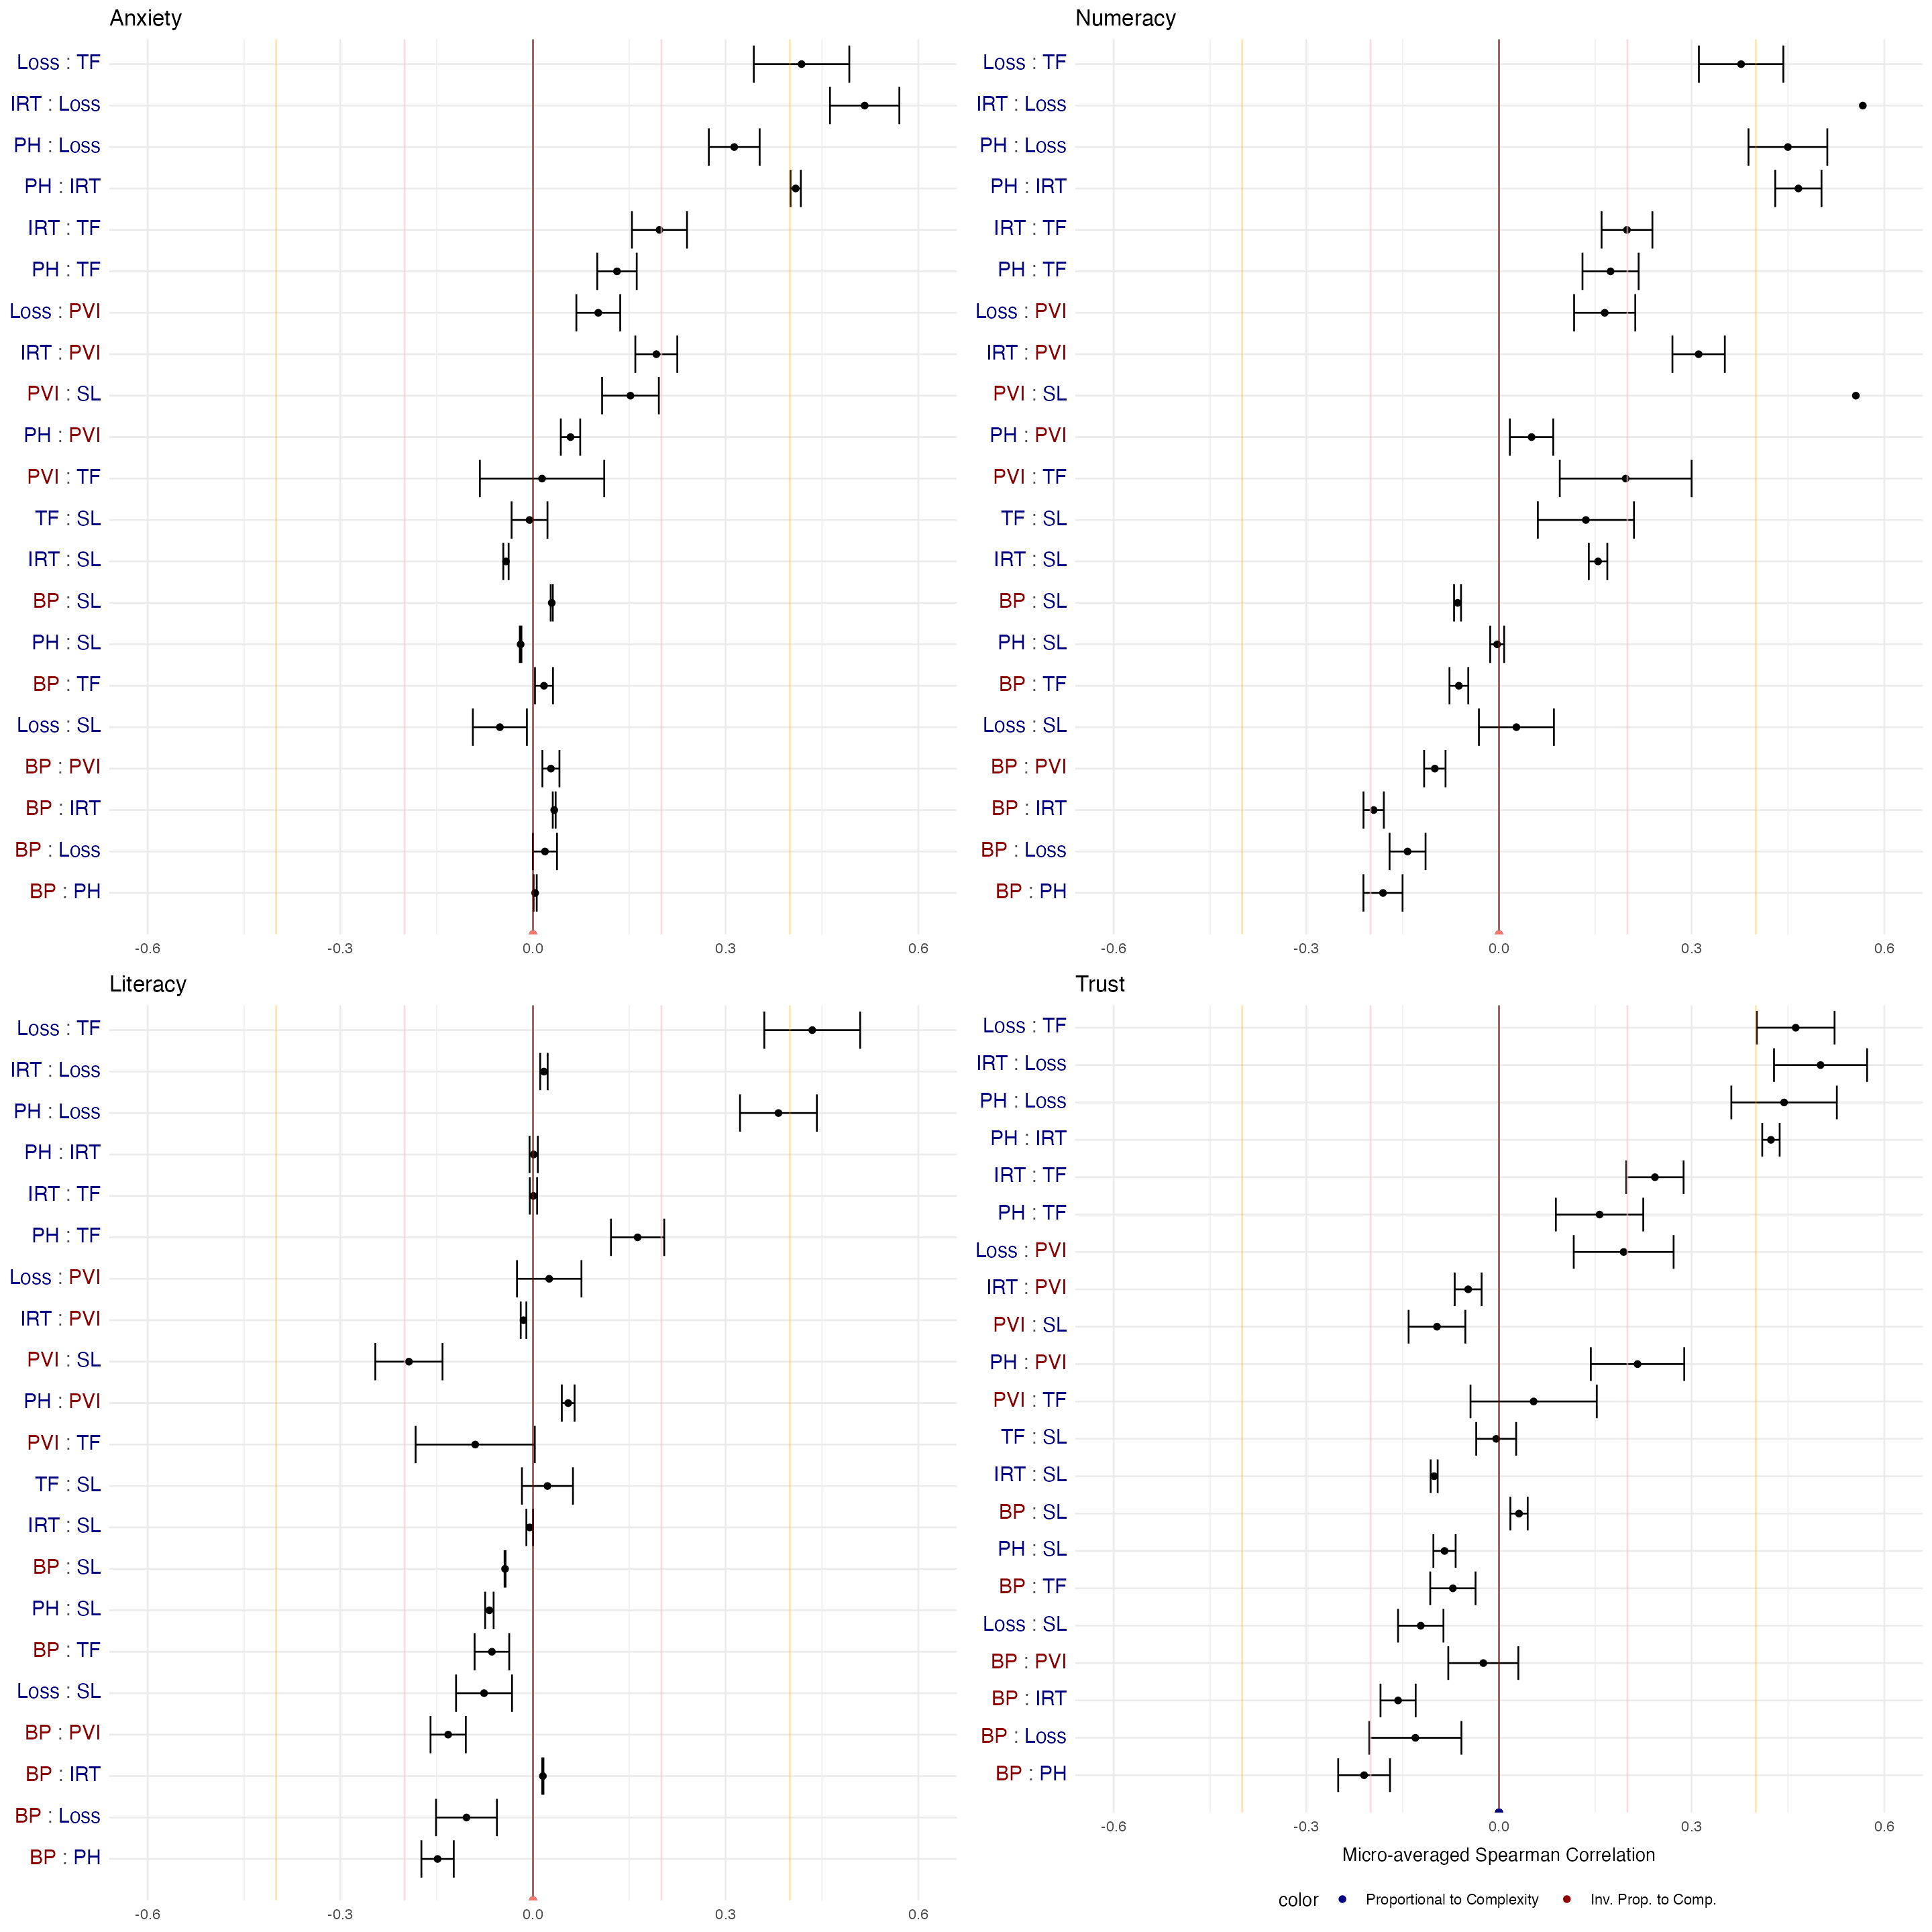 Anxiety
Loss : TF
IRT : Loss
PH : Loss
PH : IRT
IRT : TF
PH : TF
Loss : PVI
IRT : PVI
PVI : SL
PH : PVI
PVI : TF
TF : SL
IRT : SL
BP : SL
PH : SL
BP : TF
Loss : SL
BP : PVI
BP : IRT
BP : Loss
BP : PH
-0.6 -0.3 0.0 0.3 0.6
Numeracy
Loss : TF
IRT : Loss
PH : Loss
PH : IRT
IRT : TF
PH : TF
Loss : PVI
IRT : PVI
PVI : SL
PH : PVI
PVI : TF
TF : SL
IRT : SL
BP : SL
PH : SL
BP : TF
Loss : SL
BP : PVI
BP : IRT
BP : Loss
BP : PH
-0.6 -0.3 0.0 0.3 0.6
Literacy
Loss : TF
IRT : Loss
PH : Loss
PH : IRT
IRT : TF
PH : TF
Loss : PVI
IRT : PVI
PVI : SL
PH : PVI
PVI : TF
TF : SL
IRT : SL
BP : SL
PH : SL
BP : TF
Loss : SL
BP : PVI
BP : IRT
BP : Loss
BP : PH
-0.6 -0.3 0.0 0.3 0.6
Trust
Loss : TF
IRT : Loss
PH : Loss
PH : IRT
IRT : TF
PH : TF
Loss : PVI
IRT : PVI
PVI : SL
PH : PVI
PVI : TF
TF : SL
IRT : SL
BP : SL
PH : SL
BP : TF
Loss : SL
BP : PVI
BP : IRT
BP : Loss
BP : PH
-0.6 -0.3 0.0 0.3 0.6
Micro-averaged Spearman Correlation
color Proportional to Complexity Inv. Prop. to Comp.